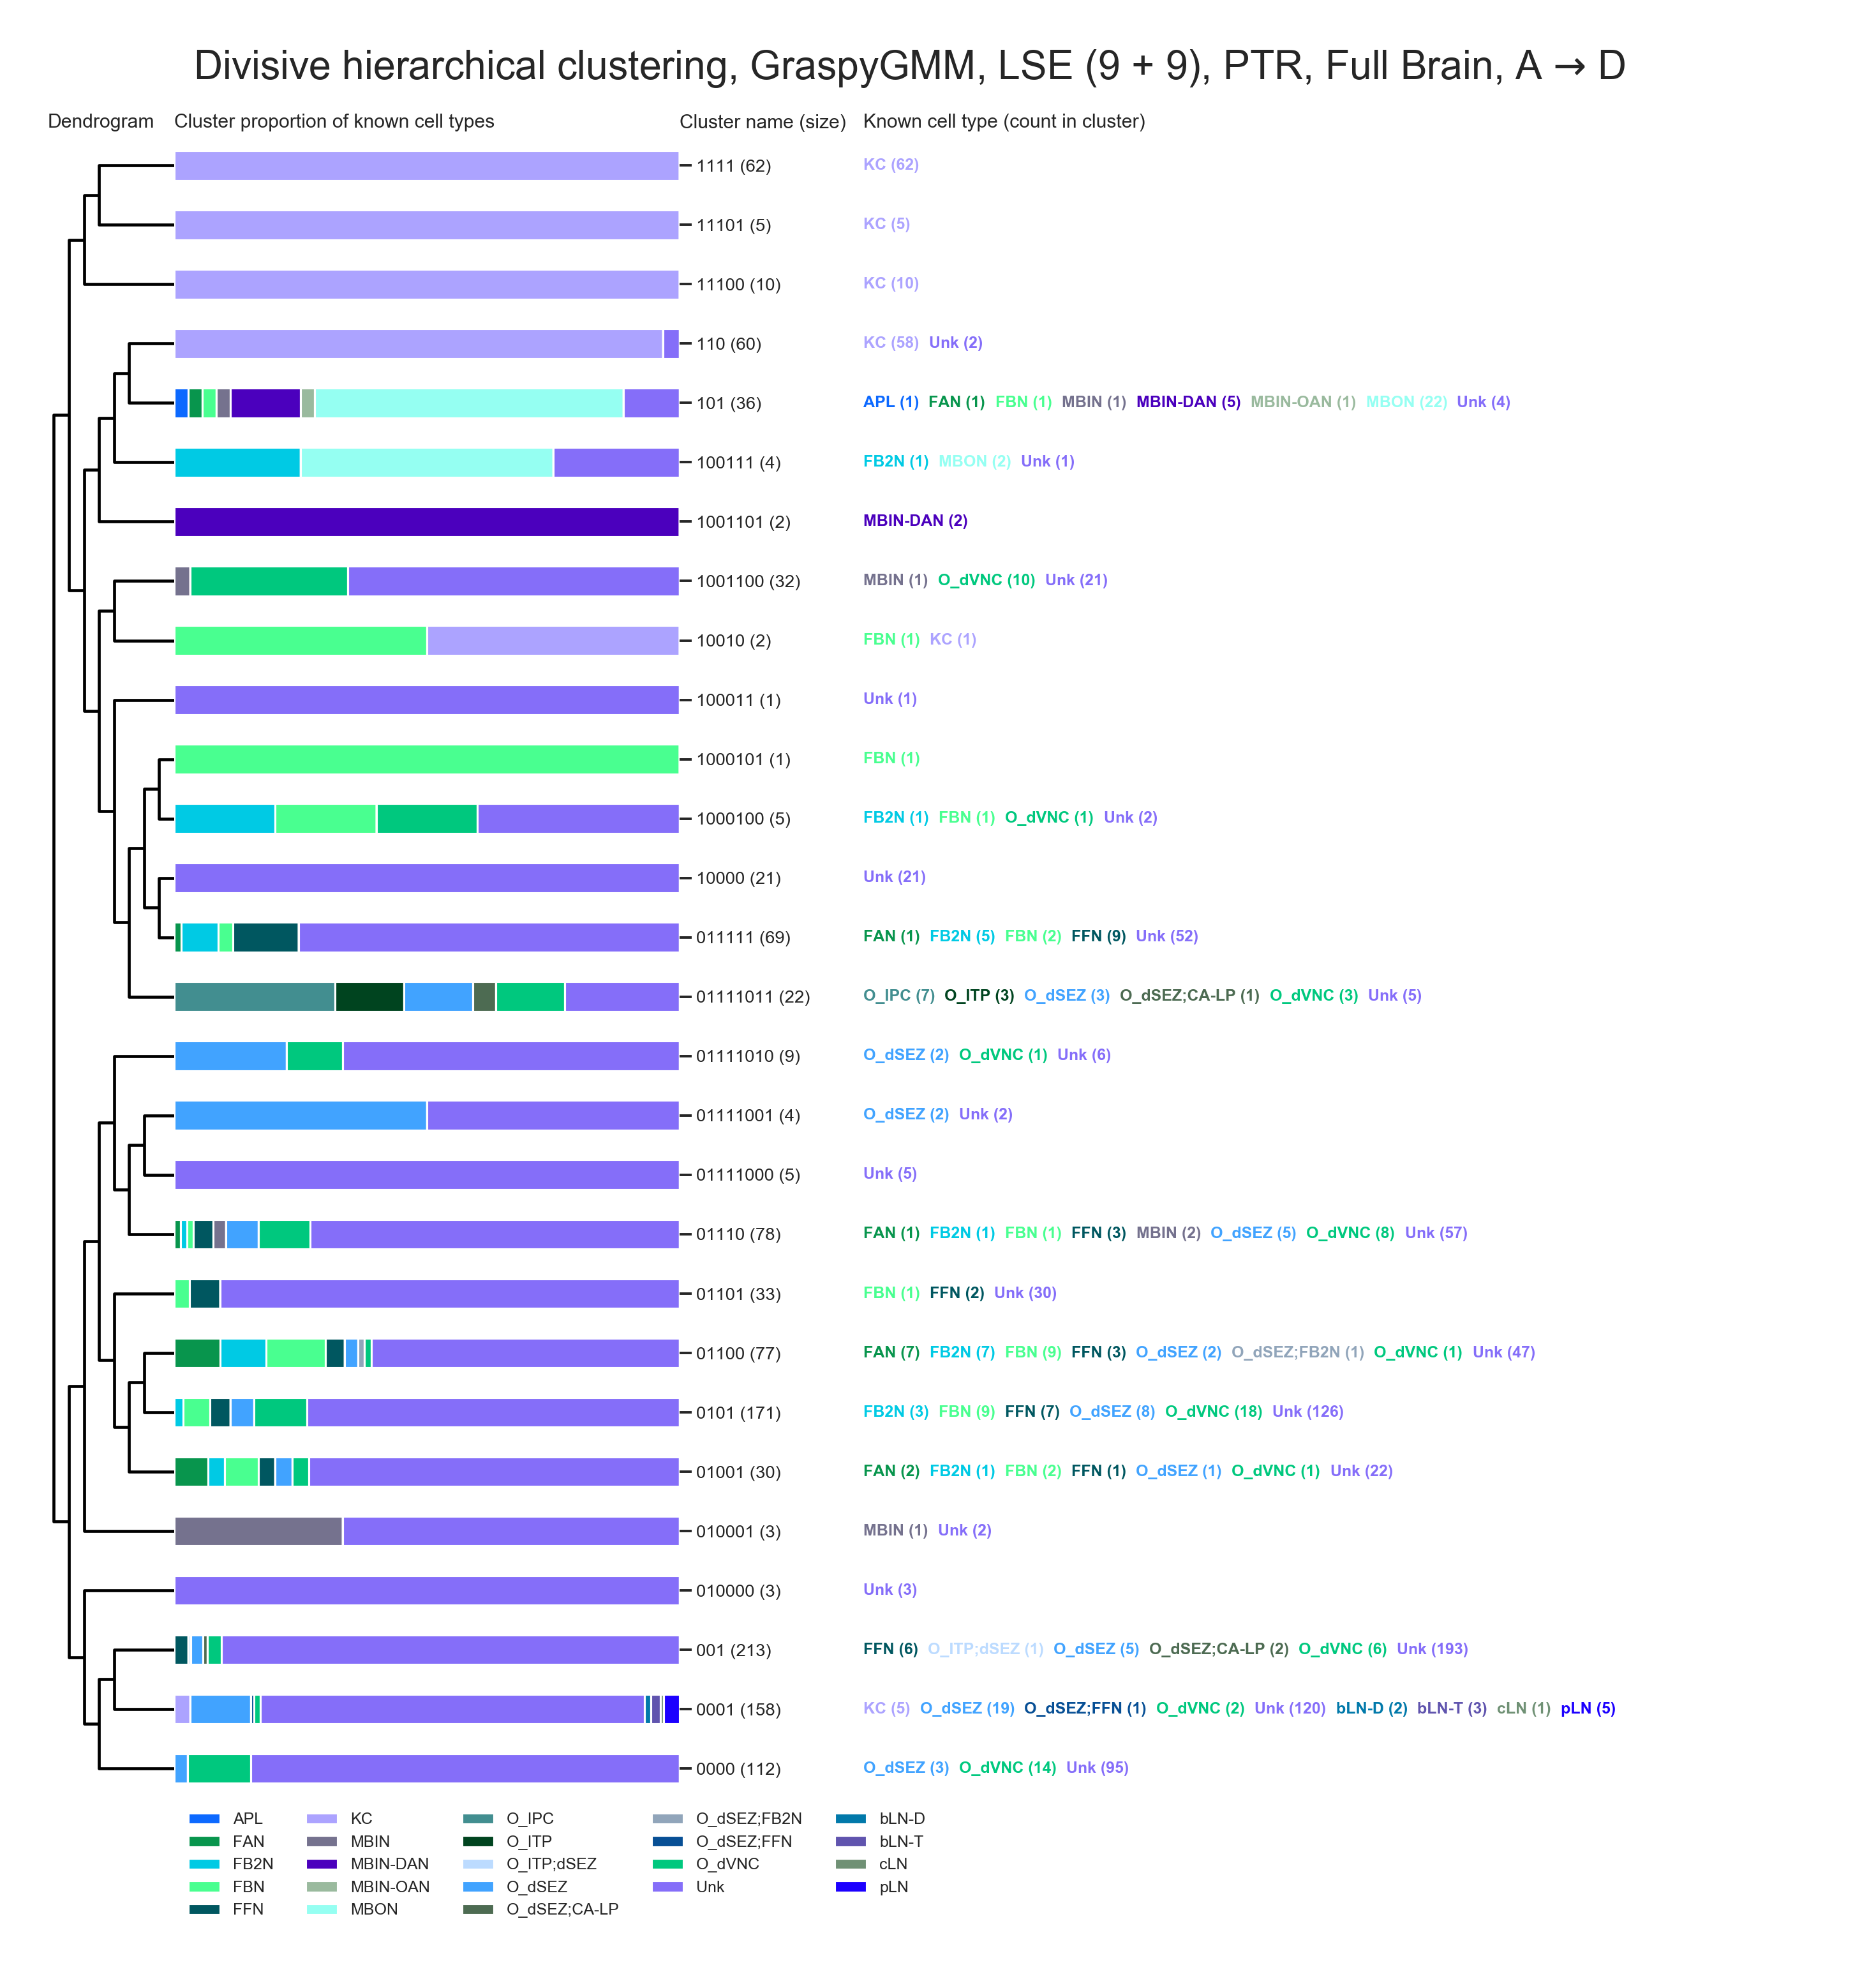 Divisive hierarchical clustering, GraspyGMM, LSE (9 + 9), PTR, Full Brain, A → D
Dendrogram Cluster proportion of known cell types Cluster name (size) Known cell type (count in cluster)
1111 (62) KC (62)
11101 (5) KC (5)
11100 (10) KC (10)
110 (60) KC (58) Unk (2)
101 (36) APL (1) FAN (1) FBN (1) MBIN (1) MBIN-DAN (5) MBIN-OAN (1) MBON (22) Unk (4)
100111 (4) FB2N (1) MBON (2) Unk (1)
1001101 (2) MBIN-DAN (2)
1001100 (32) MBIN (1) O_dVNC (10) Unk (21)
10010 (2) FBN (1) KC (1)
100011 (1) Unk (1)
1000101 (1) FBN (1)
1000100 (5) FB2N (1) FBN (1) O_dVNC (1) Unk (2)
10000 (21) Unk (21)
011111 (69) FAN (1) FB2N (5) FBN (2) FFN (9) Unk (52)
01111011 (22) O_IPC (7) O_ITP (3) O_dSEZ (3) O_dSEZ;CA-LP (1) O_dVNC (3) Unk (5)
01111010 (9) O_dSEZ (2) O_dVNC (1) Unk (6)
01111001 (4) O_dSEZ (2) Unk (2)
01111000 (5) Unk (5)
01110 (78) FAN (1) FB2N (1) FBN (1) FFN (3) MBIN (2) O_dSEZ (5) O_dVNC (8) Unk (57)
01101 (33) FBN (1) FFN (2) Unk (30)
01100 (77) FAN (7) FB2N (7) FBN (9) FFN (3) O_dSEZ (2) O_dSEZ;FB2N (1) O_dVNC (1) Unk (47)
0101 (171) FB2N (3) FBN (9) FFN (7) O_dSEZ (8) O_dVNC (18) Unk (126)
01001 (30) FAN (2) FB2N (1) FBN (2) FFN (1) O_dSEZ (1) O_dVNC (1) Unk (22)
010001 (3) MBIN (1) Unk (2)
010000 (3) Unk (3)
001 (213) FFN (6) O_ITP;dSEZ (1) O_dSEZ (5) O_dSEZ;CA-LP (2) O_dVNC (6) Unk (193)
0001 (158) KC (5) O_dSEZ (19) O_dSEZ;FFN (1) O_dVNC (2) Unk (120) bLN-D (2) bLN-T (3) cLN (1) pLN (5)
0000 (112) O_dSEZ (3) O_dVNC (14) Unk (95)
APL KC O_IPC O_dSEZ;FB2N bLN-D
FAN MBIN O_ITP O_dSEZ;FFN bLN-T
FB2N MBIN-DAN O_ITP;dSEZ O_dVNC cLN
FBN MBIN-OAN O_dSEZ Unk pLN
FFN MBON O_dSEZ;CA-LP